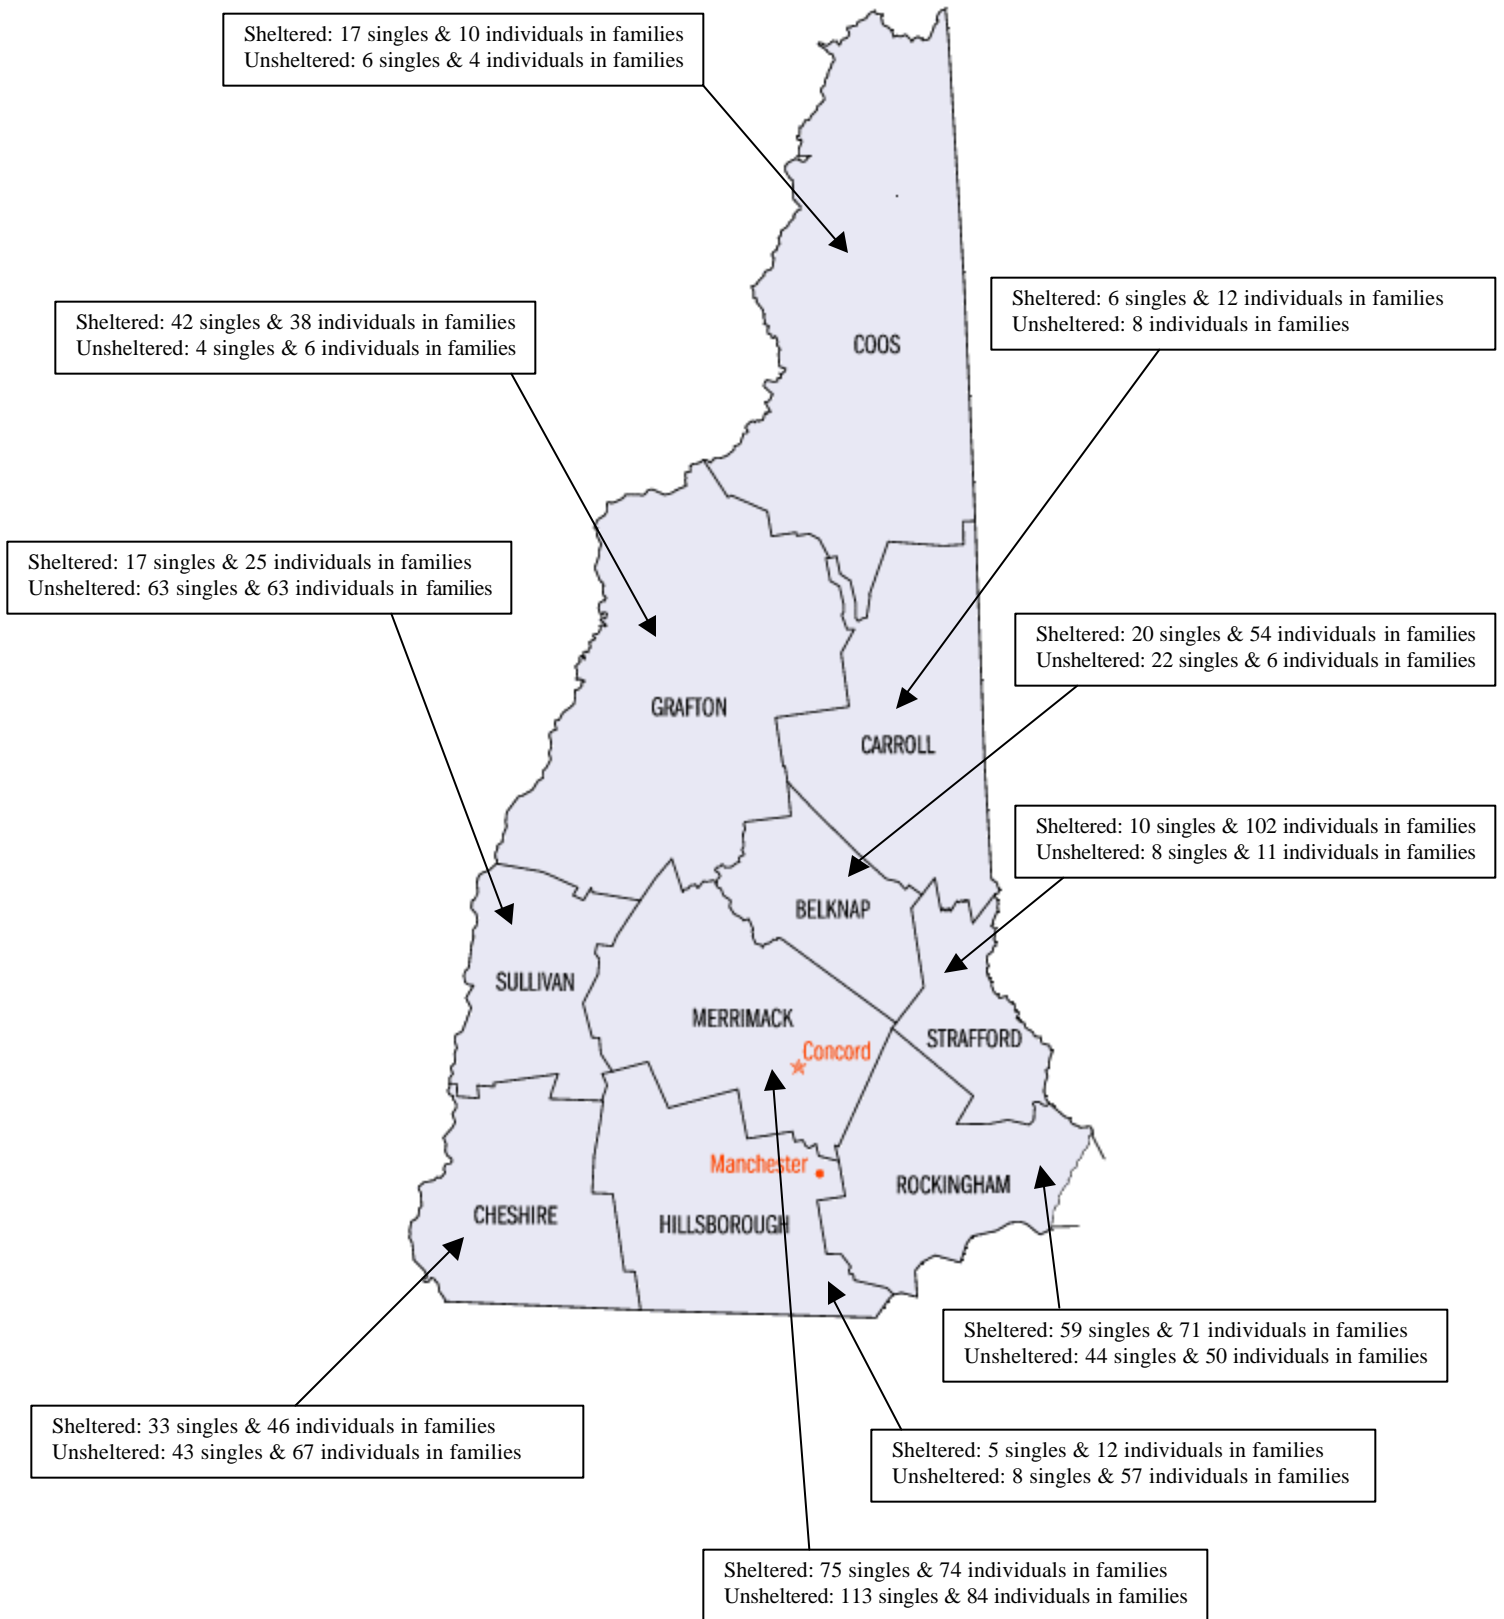 Sheltered: 17 singles & 10 individuals in families
Unsheltered: 6 singles & 4 individuals in families
Sheltered: 6 singles & 12 individuals in families
Unsheltered: 8 individuals in families
Sheltered: 42 singles & 38 individuals in families
Unsheltered: 4 singles & 6 individuals in families
COOS
Sheltered: 17 singles & 25 individuals in families
Unsheltered: 63 singles & 63 individuals in families
Sheltered: 20 singles & 54 individuals in families
Unsheltered: 22 singles & 6 individuals in families
GRAFTON
CARROLL
Sheltered: 10 singles & 102 individuals in families
Unsheltered: 8 singles & 11 individuals in families
BELKNAP
SULLIVAN
MERRIMACK
STRAFFORD
Concord
Manchester
ROCKINGHAM
CHESHIRE
HILLSBOROUGH
Sheltered: 59 singles & 71 individuals in families
Unsheltered: 44 singles & 50 individuals in families
Sheltered: 33 singles & 46 individuals in families
Unsheltered: 43 singles & 67 individuals in families
Sheltered: 5 singles & 12 individuals in families
Unsheltered: 8 singles & 57 individuals in families
Sheltered: 75 singles & 74 individuals in families
Unsheltered: 113 singles & 84 individuals in families